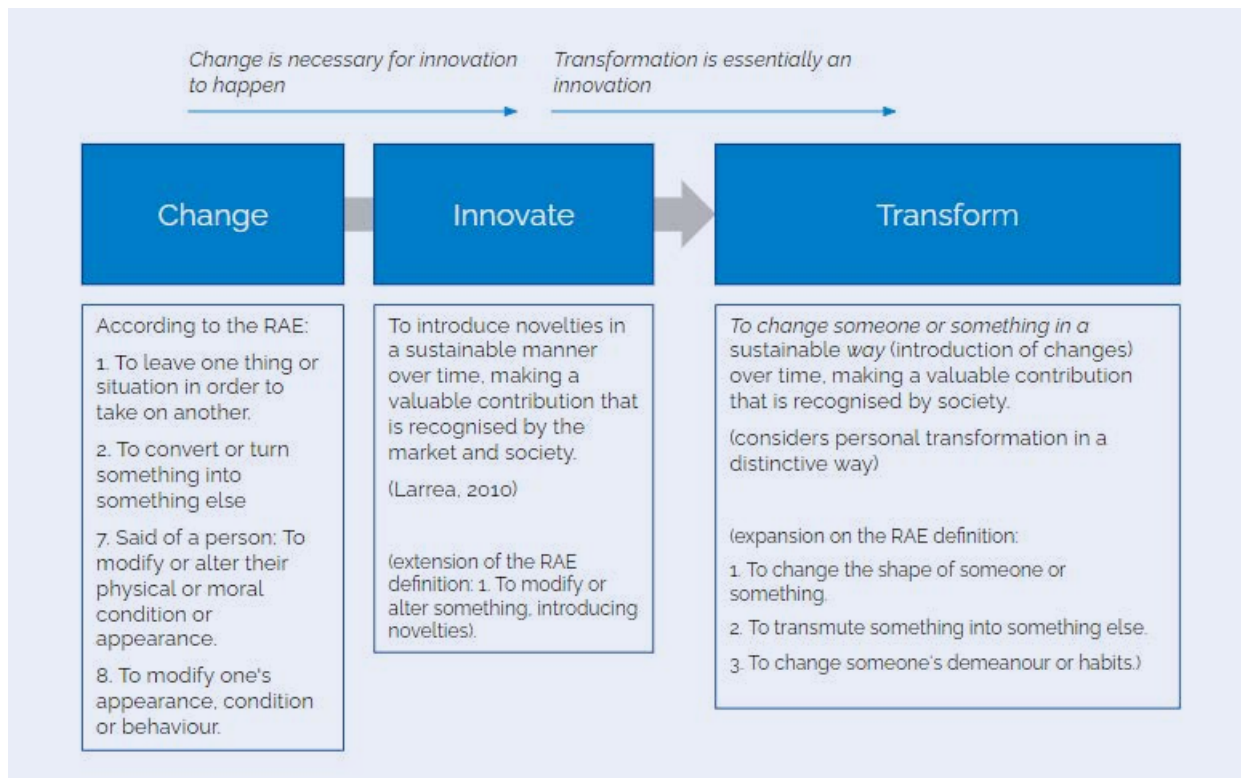 Change is necessary for innovation
to happen
Transformation is essentially an
innovation
Change
Innovate
Transform
According to the RAE:
1. To leave one thing or
situation in order to
take on another.
2. To convert or turn
something into
something else
7. Said of a person: To
modify or alter their
physical or moral
condition or
appearance.
8. To modify one's
appearance, condition
or behaviour.
To introduce novelties in
a sustainable manner
over time, making a
valuable contribution that
is recognised by the
market and society.
(Larrea, 2010)
(extension of the RAE
definition: 1. To modify or
alter something, introducing
novelties).
To change someone or something in a
sustainable way (introduction of changes)
over time, making a valuable contribution
that is recognised by society.
(considers personal transformation in a
distinctive way)
(expansion on the RAE definition:
1. To change the shape of someone or
something.
2. To transmute something into something else.
3. To change someone's demeanour or habits.)